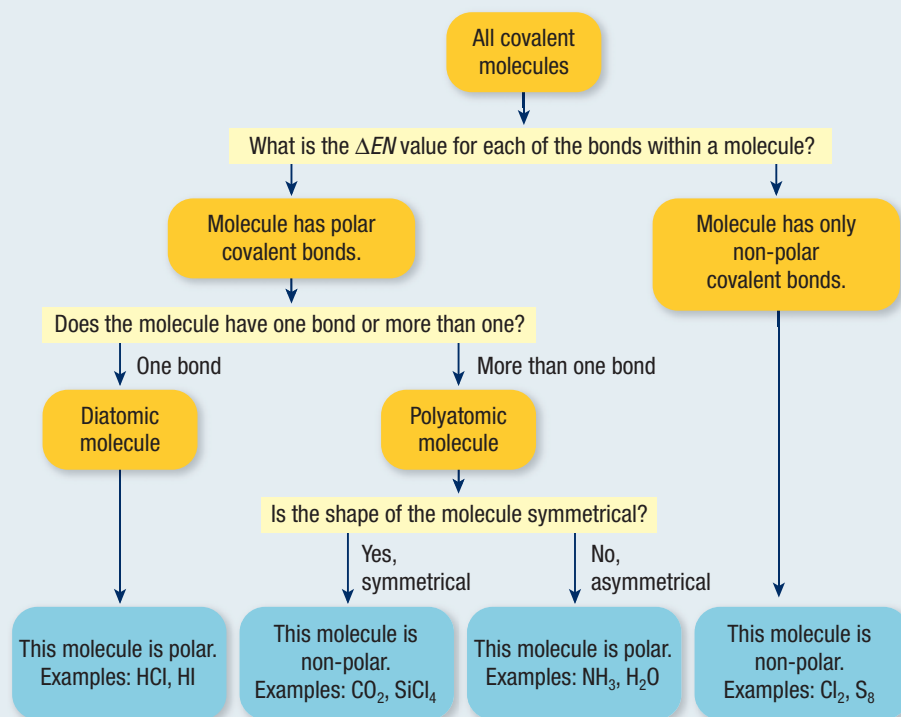 All covalent
molecules
What is the ΔEN value for each of the bonds within a molecule?
Molecule has polar
covalent bonds.
Molecule has only
non-polar
covalent bonds.
Does the molecule have one bond or more than one?
One bond
More than one bond
Diatomic
molecule
Polyatomic
molecule
Is the shape of the molecule symmetrical?
Yes,
symmetrical
No,
asymmetrical
This molecule is polar.
Examples: HCl, HI
This molecule is
non-polar.
Examples: CO₂, SiCl₄
This molecule is polar.
Examples: NH₃, H₂O
This molecule is
non-polar.
Examples: Cl₂, S₈